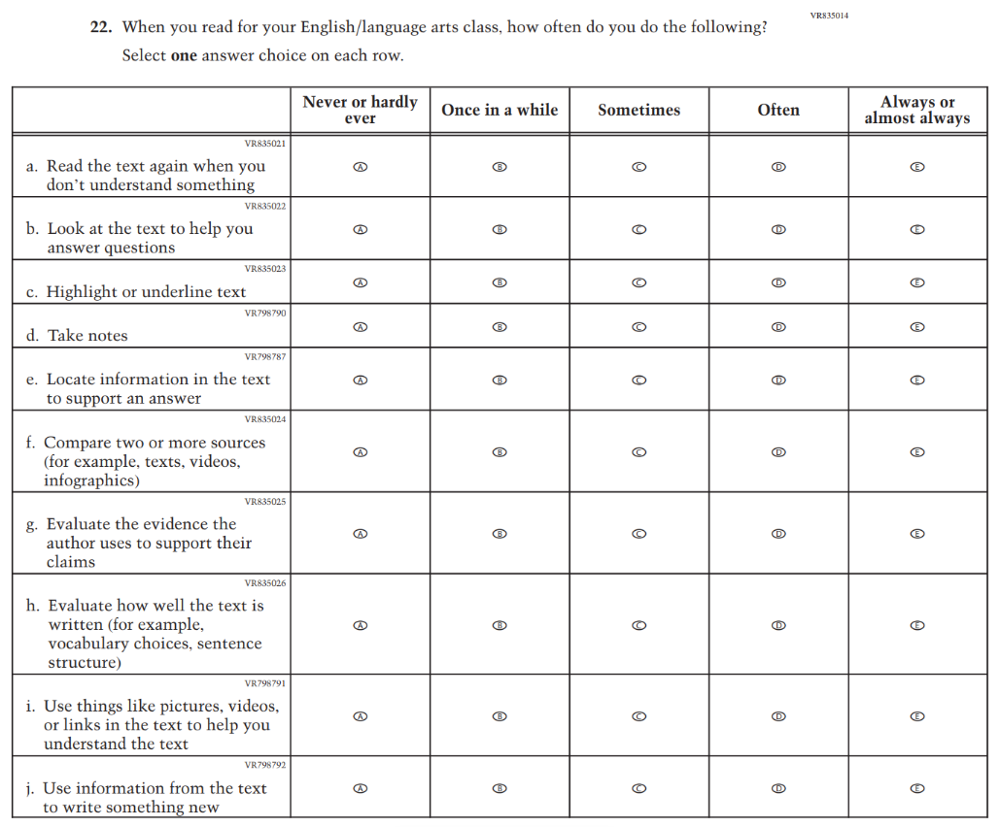 VR835014
22. When you read for your English/language arts class, how often do you do the following?
Select one answer choice on each row.
Never or hardly
ever
Once in a while
Sometimes
Often
Always or
almost always
VR835021
a. Read the text again when you
don't understand something
A B C D E
VR835022
b. Look at the text to help you
answer questions
A B C D E
VR835023
c. Highlight or underline text
A B C D E
VR798790
d. Take notes
A B C D E
VR798787
e. Locate information in the text
to support an answer
A B C D E
VR835024
f. Compare two or more sources
(for example, texts, videos,
infographics)
A B C D E
VR835025
g. Evaluate the evidence the
author uses to support their
claims
A B C D E
VR835026
h. Evaluate how well the text is
written (for example,
vocabulary choices, sentence
structure)
A B C D E
VR798791
i. Use things like pictures, videos,
or links in the text to help you
understand the text
A B C D E
VR798792
j. Use information from the text
to write something new
A B C D E